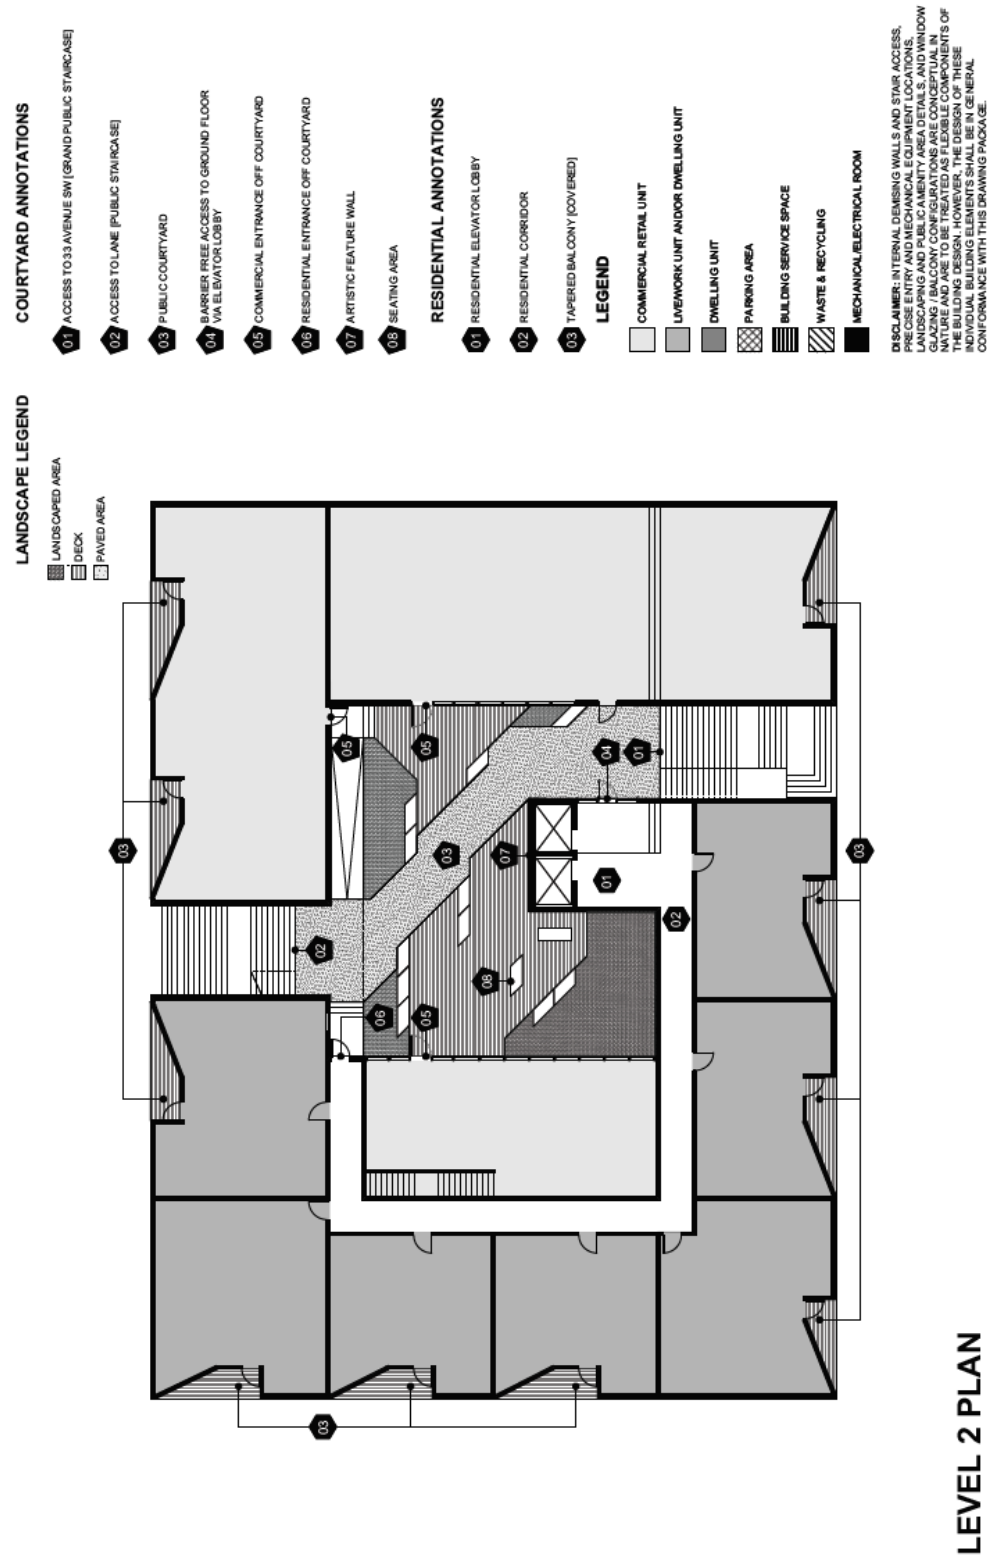 LANDSCAPE LEGEND
LANDSCAPED AREA
DECK
PAVED AREA
COURTYARD ANNOTATIONS
01 ACCESS TO 33 AVENUE SW [GRAND PUBLIC STAIRCASE]
02 ACCESS TO LANE [PUBLIC STAIRCASE]
03 PUBLIC COURTYARD
04 BARRIER FREE ACCESS TO GROUND FLOOR
VIA ELEVATOR LOBBY
05 COMMERCIAL ENTRANCE OFF COURTYARD
06 RESIDENTIAL ENTRANCE OFF COURTYARD
07 ARTISTIC FEATURE WALL
08 SEATING AREA
RESIDENTIAL ANNOTATIONS
01 RESIDENTIAL ELEVATOR LOBBY
02 RESIDENTIAL CORRIDOR
03 TAPERED BALCONY [COVERED]
LEGEND
COMMERCIAL RETAIL UNIT
LIVE/WORK UNIT AND/OR DWELLING UNIT
DWELLING UNIT
PARKING AREA
BUILDING SERVICE SPACE
WASTE & RECYCLING
MECHANICAL/ELECTRICAL ROOM
DISCLAIMER: INTERNAL DEMISING WALLS AND STAIR ACCESS,
PRECISE ENTRY AND MECHANICAL EQUIPMENT LOCATIONS,
LANDSCAPING AND PUBLIC AMENITY AREA DETAILS, AND WINDOW
GLAZING / BALCONY CONFIGURATIONS ARE CONCEPTUAL IN
NATURE AND ARE TO BE TREATED AS FLEXIBLE COMPONENTS OF
THE BUILDING DESIGN. HOWEVER, THE DESIGN OF THESE
INDIVIDUAL BUILDING ELEMENTS SHALL BE IN GENERAL
CONFORMANCE WITH THIS DRAWING PACKAGE.
03
03
02
05
06
05
05
03
08
07
04
01
01
02
03
LEVEL 2 PLAN